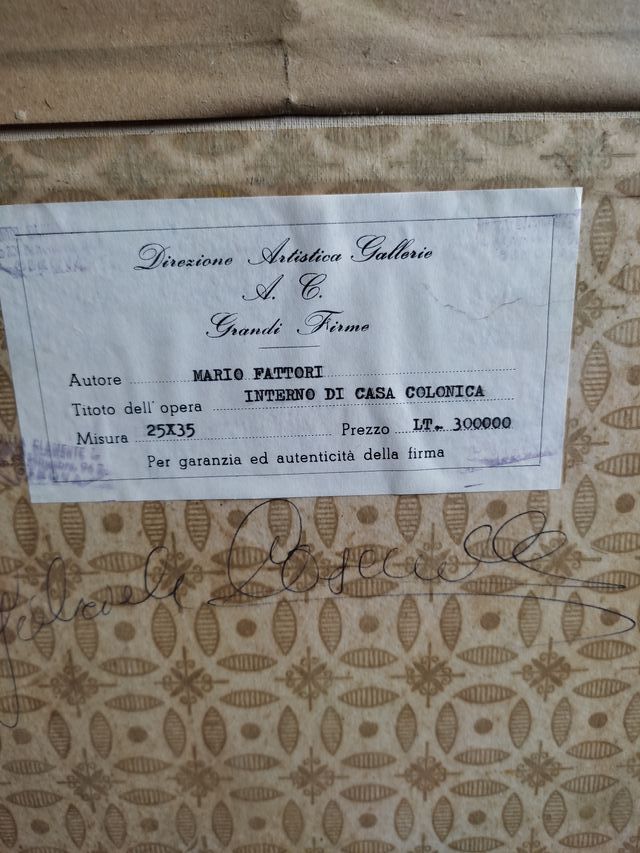 Direzione Artistica Gallerie
A. C.
Grandi Firme
Autore MARIO FATTORI
Titoto dell' opera INTERNO DI CASA COLONICA
Misura 25X35 Prezzo LT. 300000
Per garanzia ed autenticità della firma